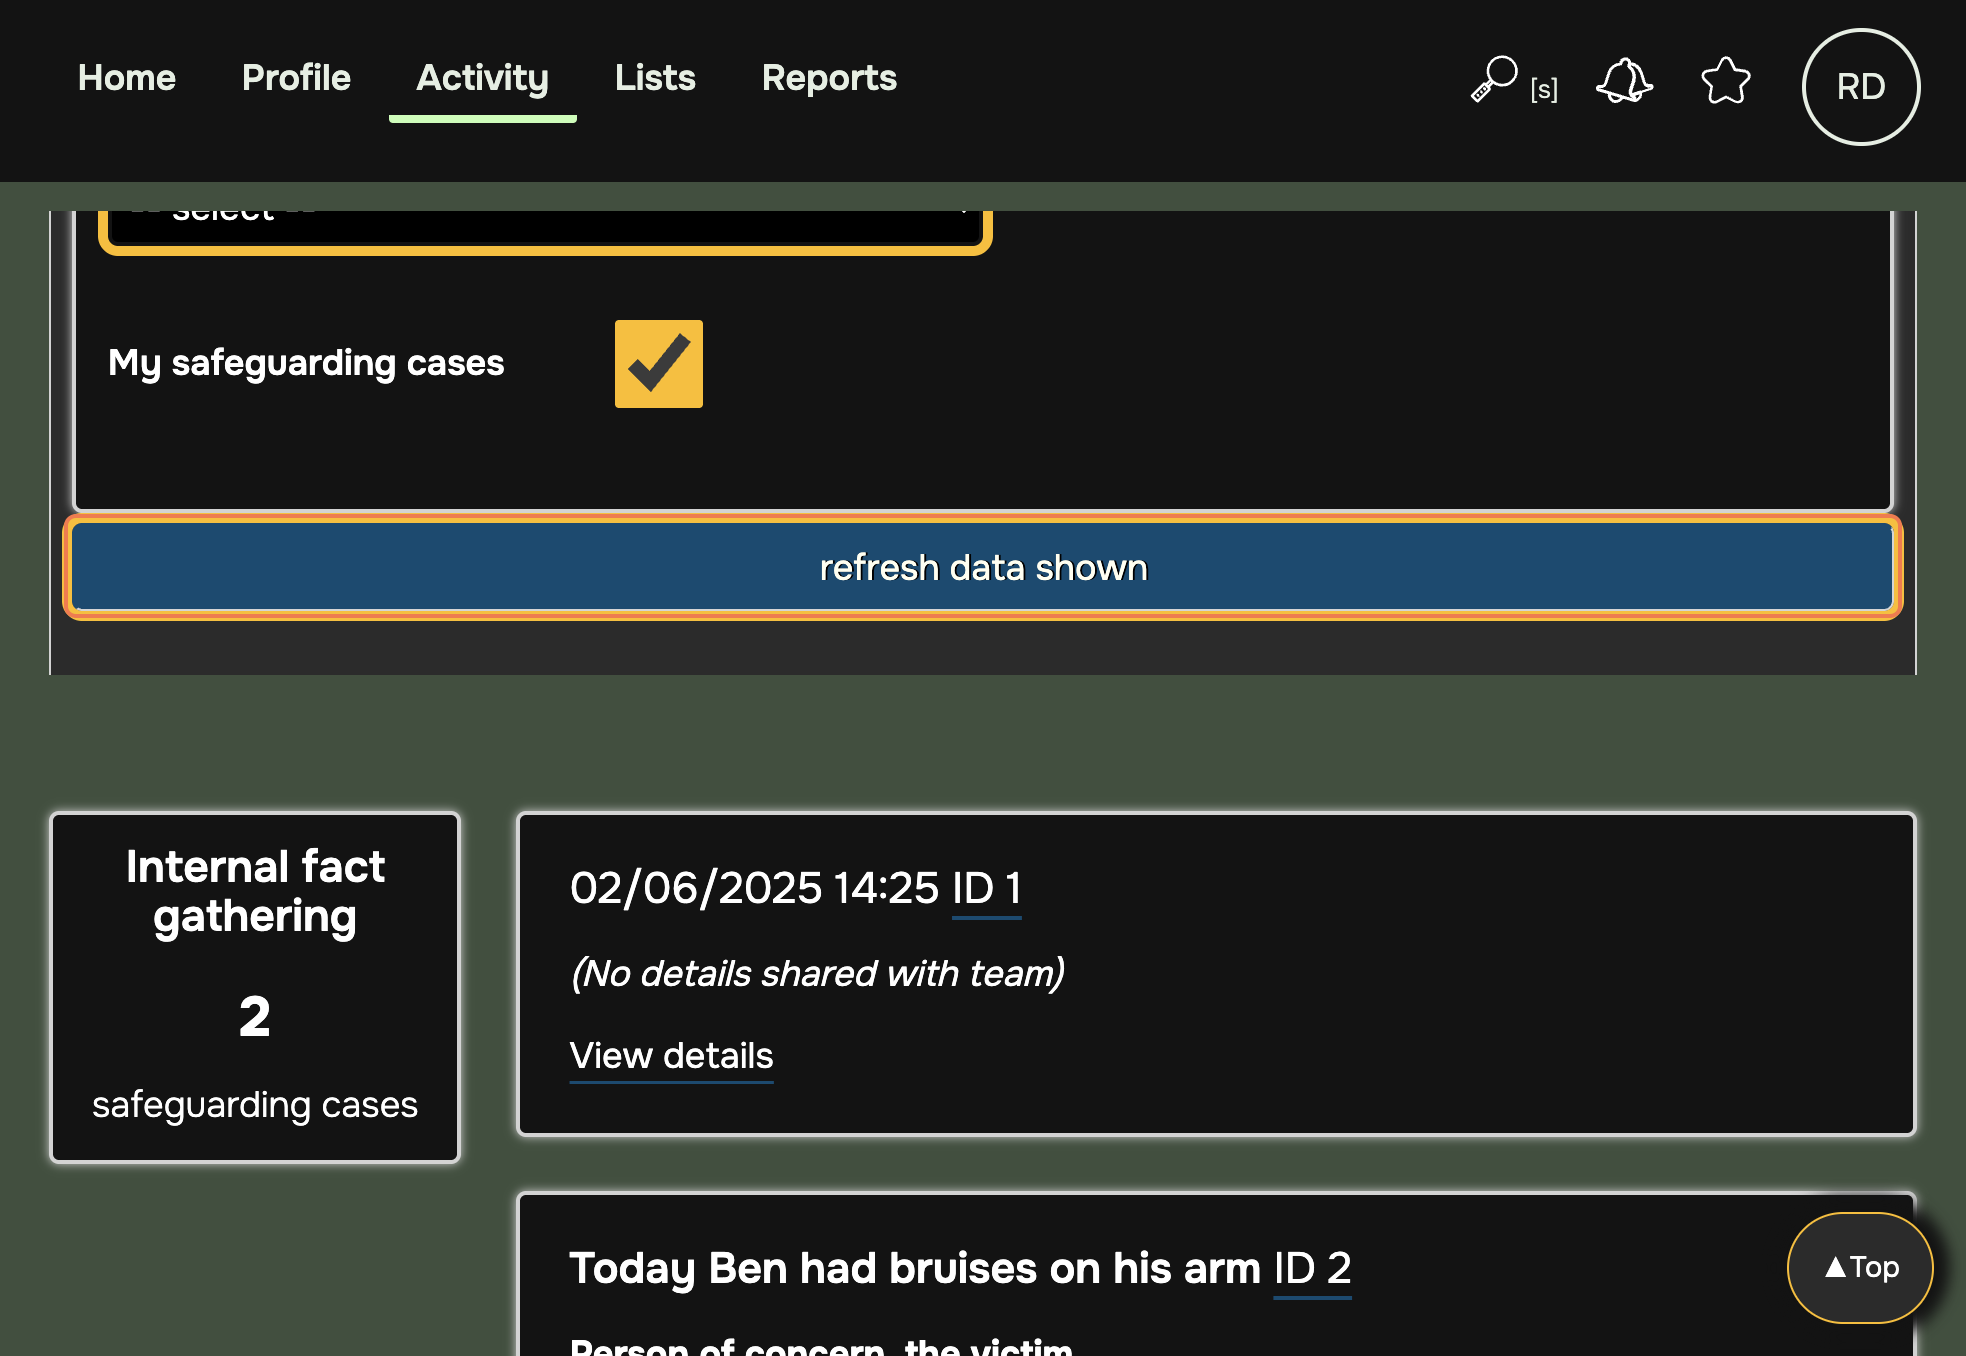 Home Profile Activity Lists Reports [s] RD
-- select --
My safeguarding cases
refresh data shown
Internal fact
gathering
2
safeguarding cases
02/06/2025 14:25 ID 1
(No details shared with team)
View details
Today Ben had bruises on his arm ID 2
Person of concern, the victim
▲Top